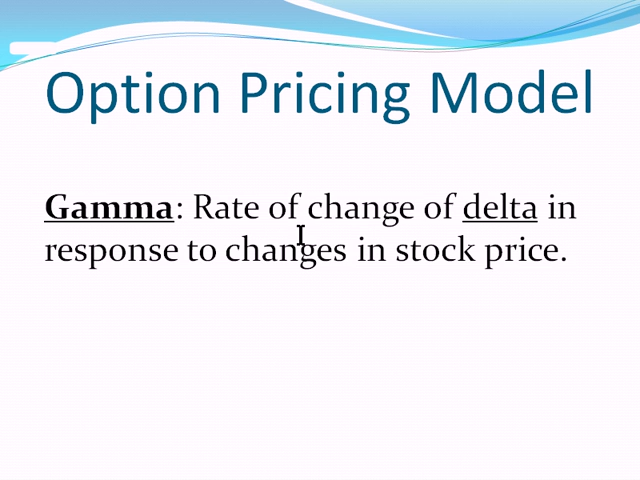 Option Pricing Model
Gamma: Rate of change of delta in
response to changes in stock price.